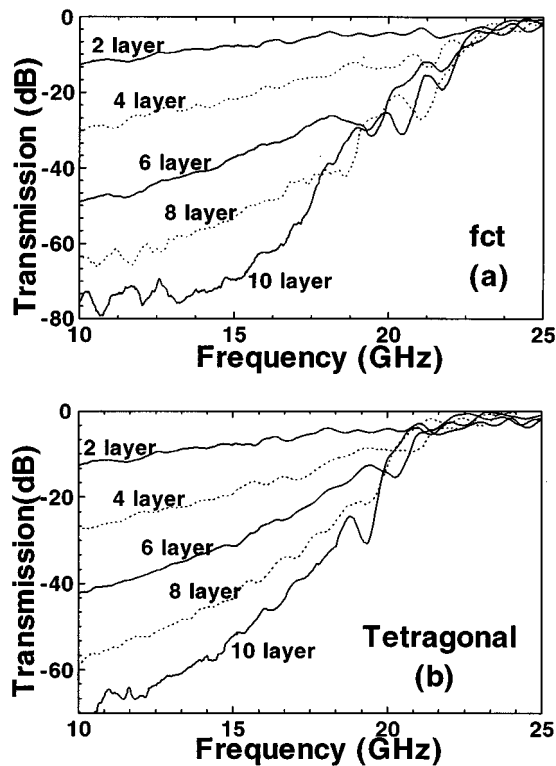 0
-20
-40
-60
-80
Transmission (dB)
2 layer
4 layer
6 layer
8 layer
10 layer
fct
(a)
10 15 20 25
Frequency (GHz)
0
-20
-40
-60
Transmission(dB)
2 layer
4 layer
6 layer
8 layer
10 layer
Tetragonal
(b)
10 15 20 25
Frequency (GHz)